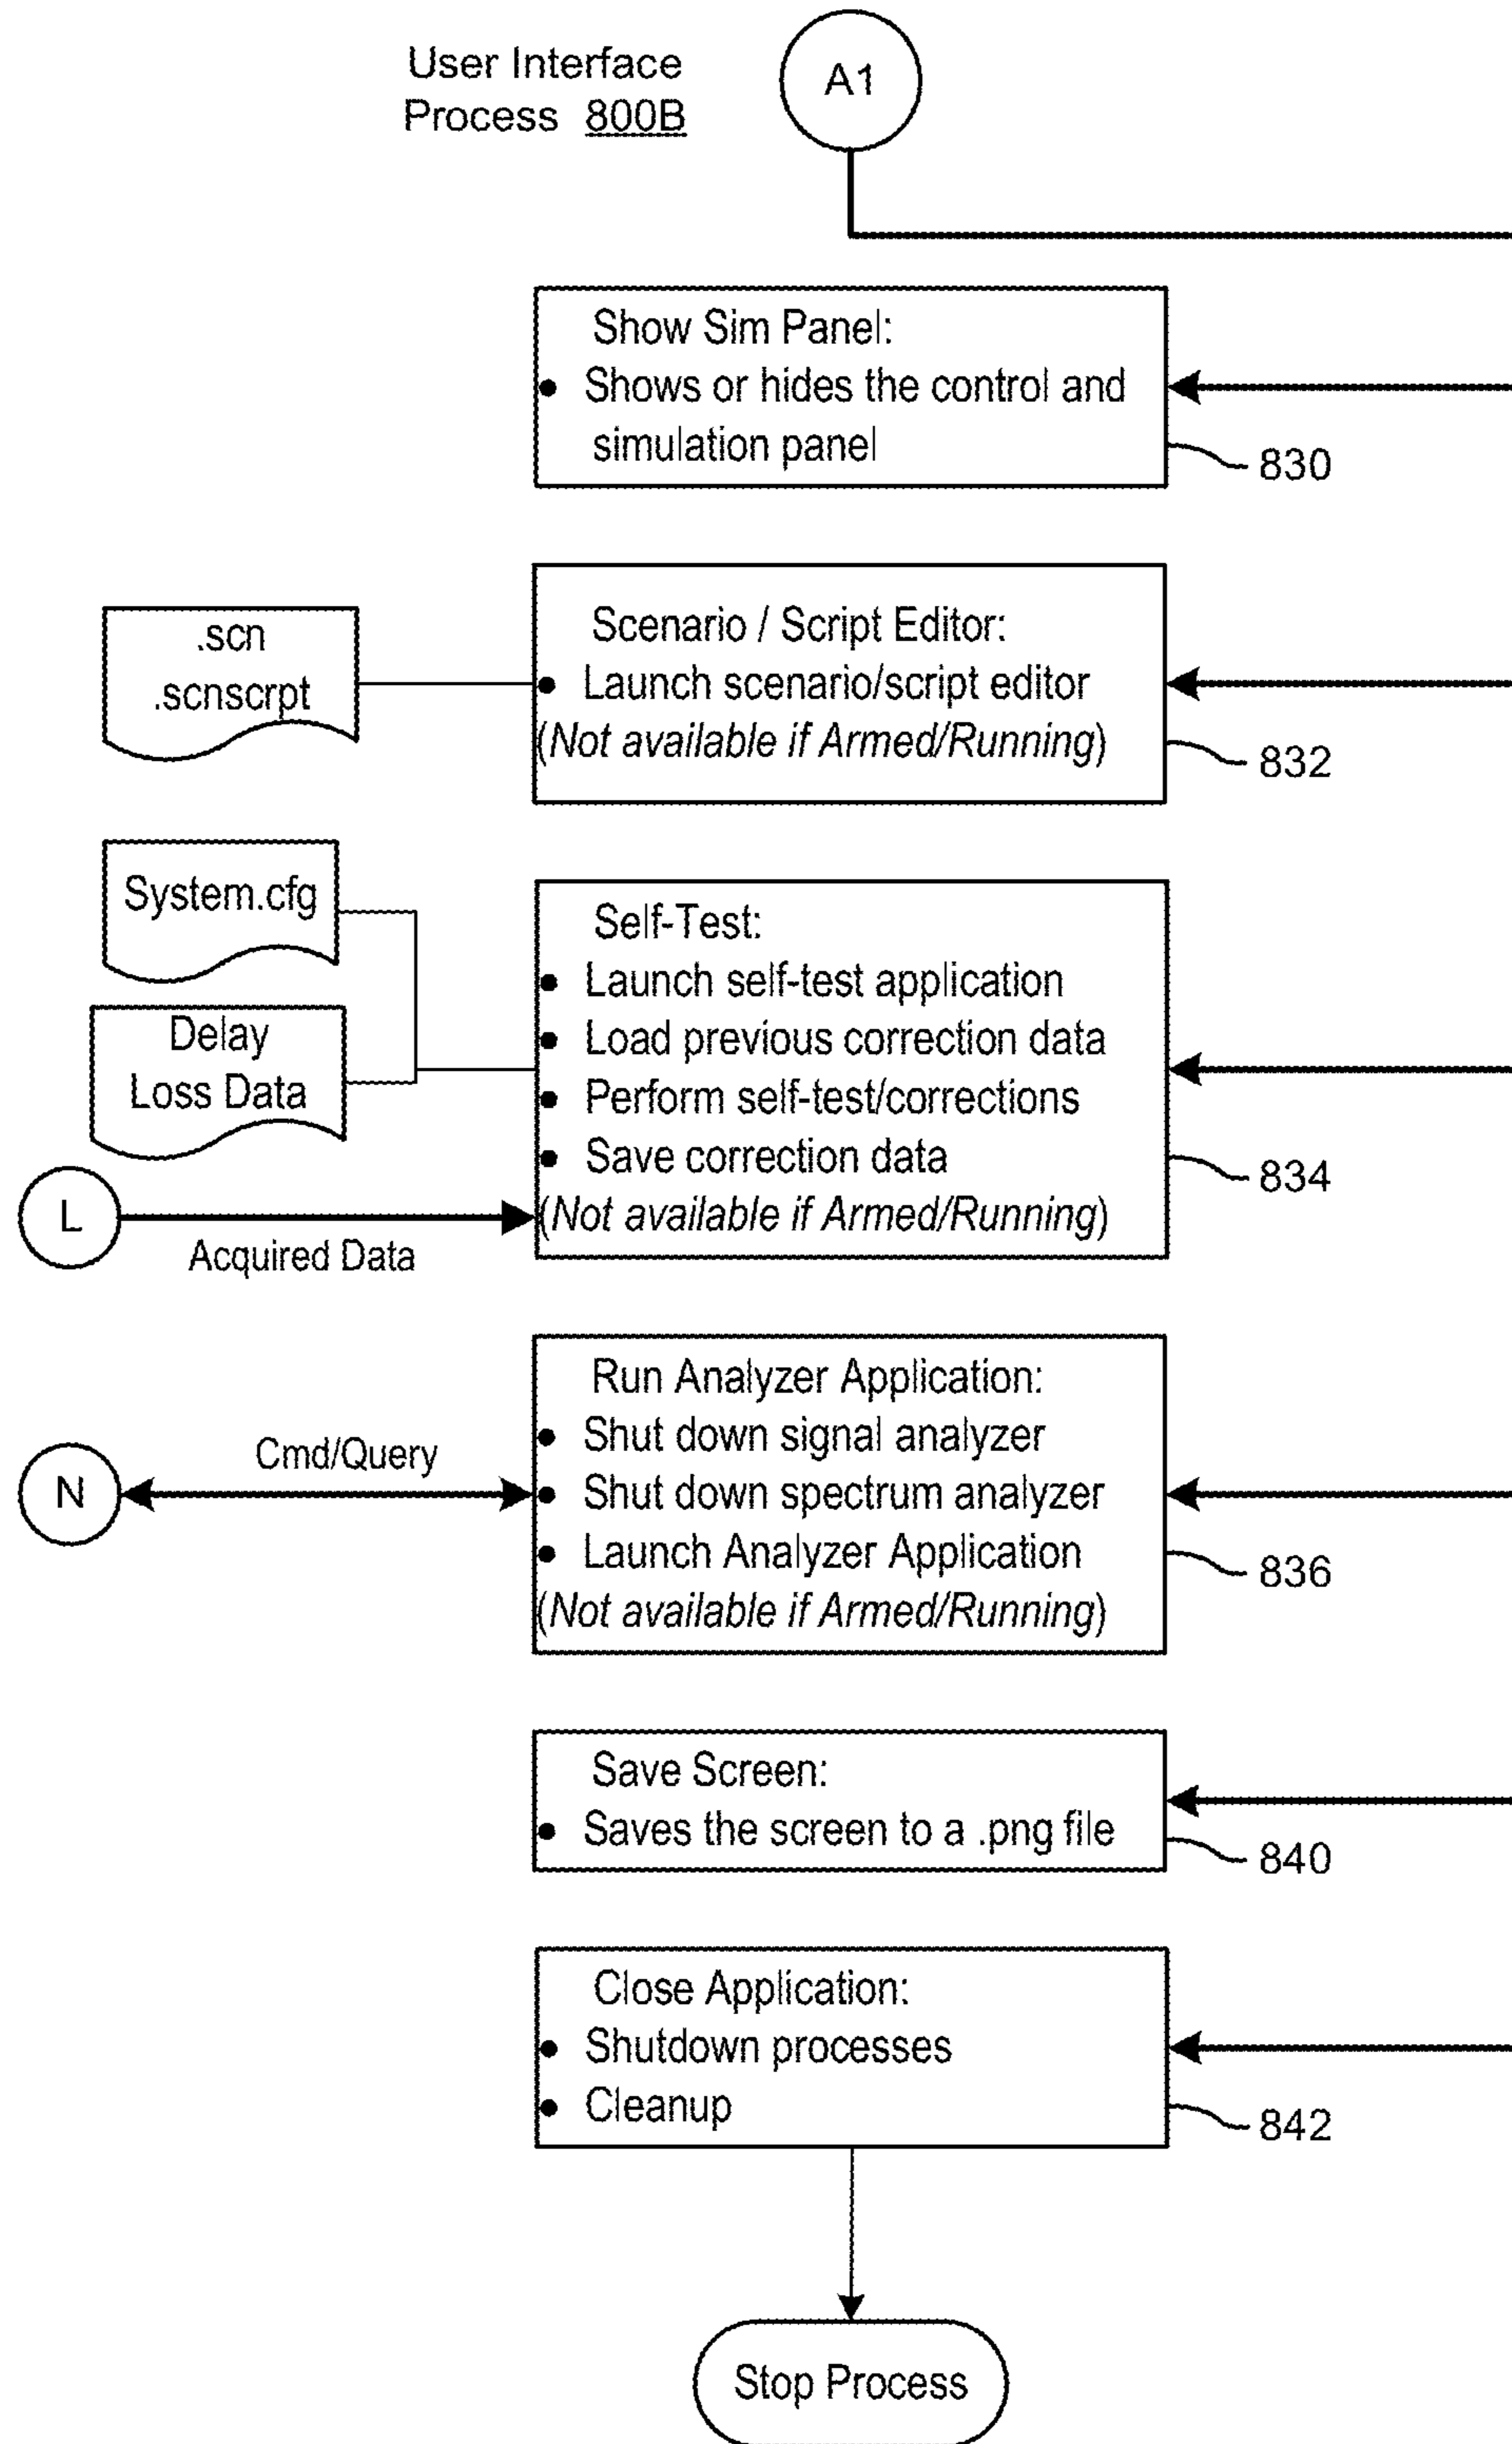 User Interface
Process 800B
A1
Show Sim Panel:
• Shows or hides the control and
simulation panel
830
.scn
.scnscrpt
Scenario / Script Editor:
• Launch scenario/script editor
(Not available if Armed/Running)
832
System.cfg
Delay
Loss Data
Self-Test:
• Launch self-test application
• Load previous correction data
• Perform self-test/corrections
• Save correction data
(Not available if Armed/Running)
834
L
Acquired Data
Run Analyzer Application:
• Shut down signal analyzer
• Shut down spectrum analyzer
• Launch Analyzer Application
(Not available if Armed/Running)
836
N
Cmd/Query
Save Screen:
• Saves the screen to a .png file
840
Close Application:
• Shutdown processes
• Cleanup
842
Stop Process